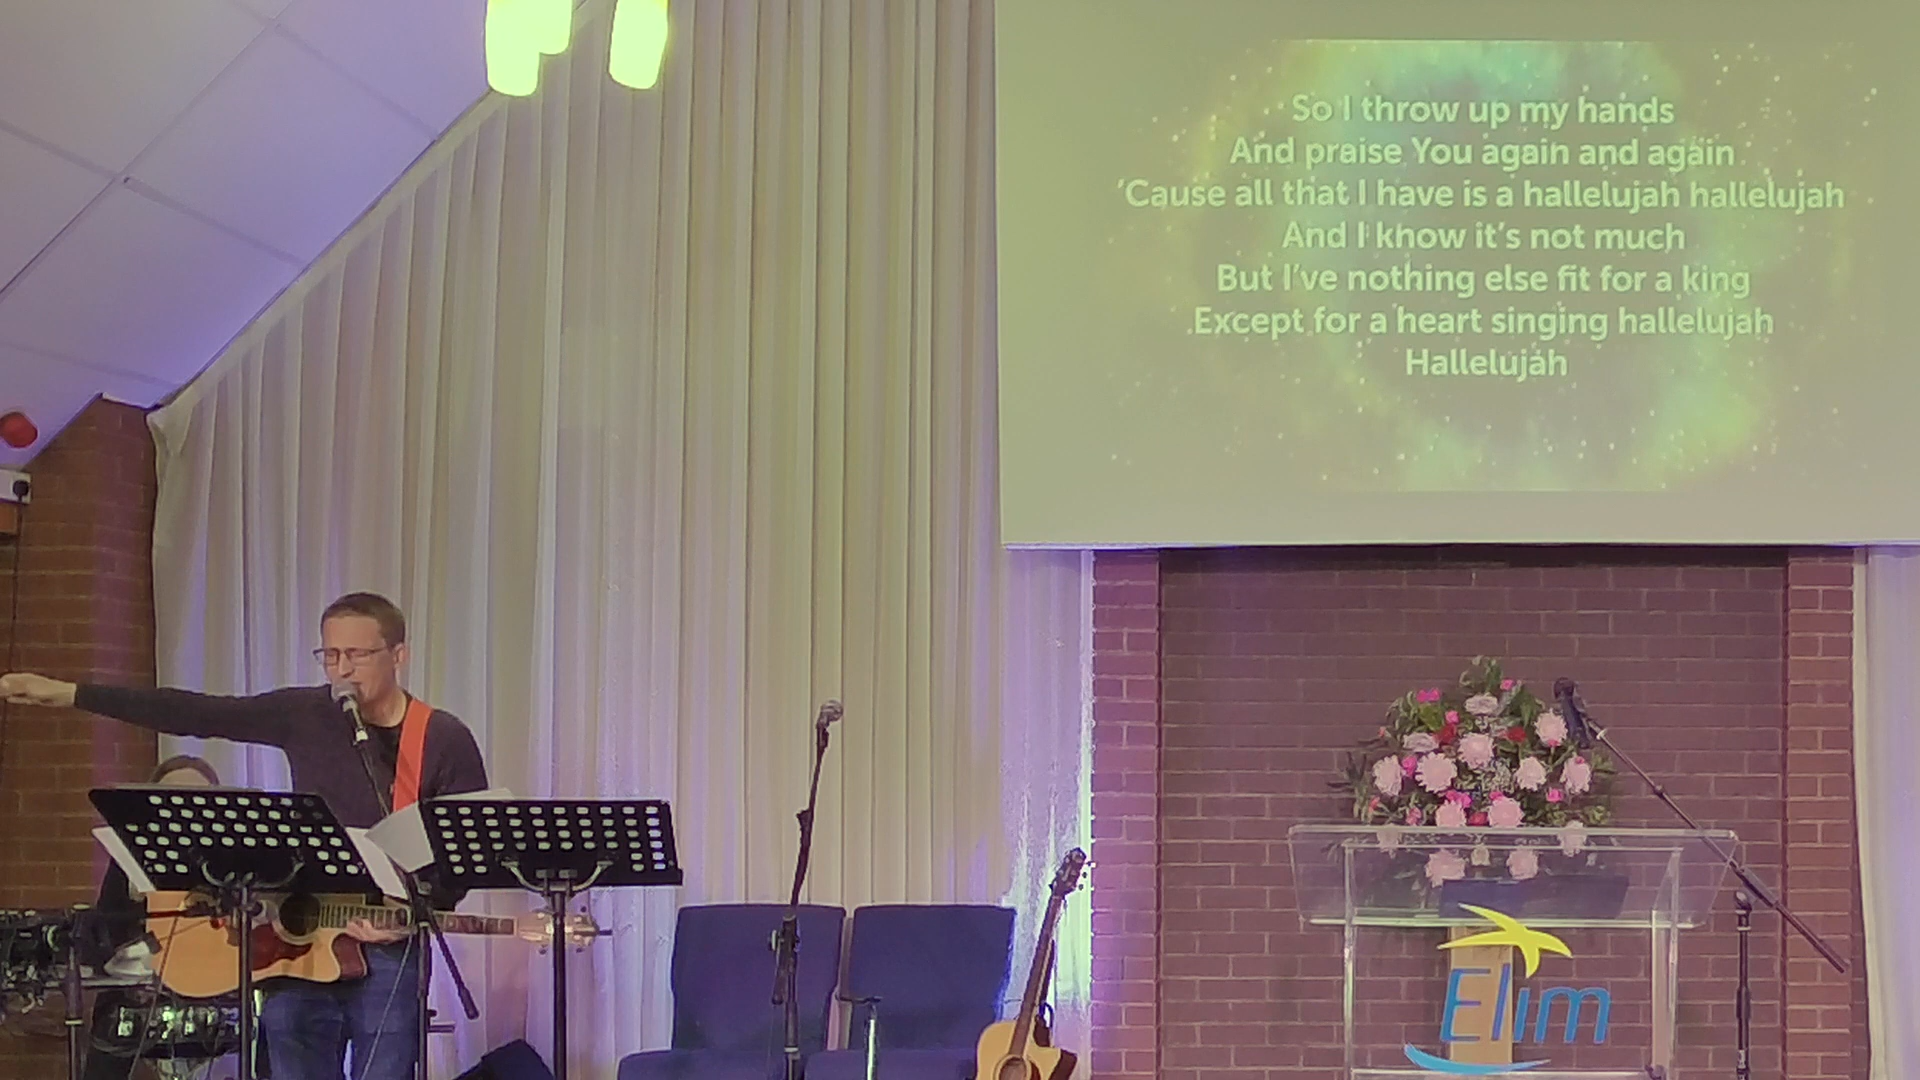 So I throw up my hands
And praise You again and again
'Cause all that I have is a hallelujah hallelujah
And I know it's not much
But I've nothing else fit for a king
Except for a heart singing hallelujah
Hallelujah
Elim